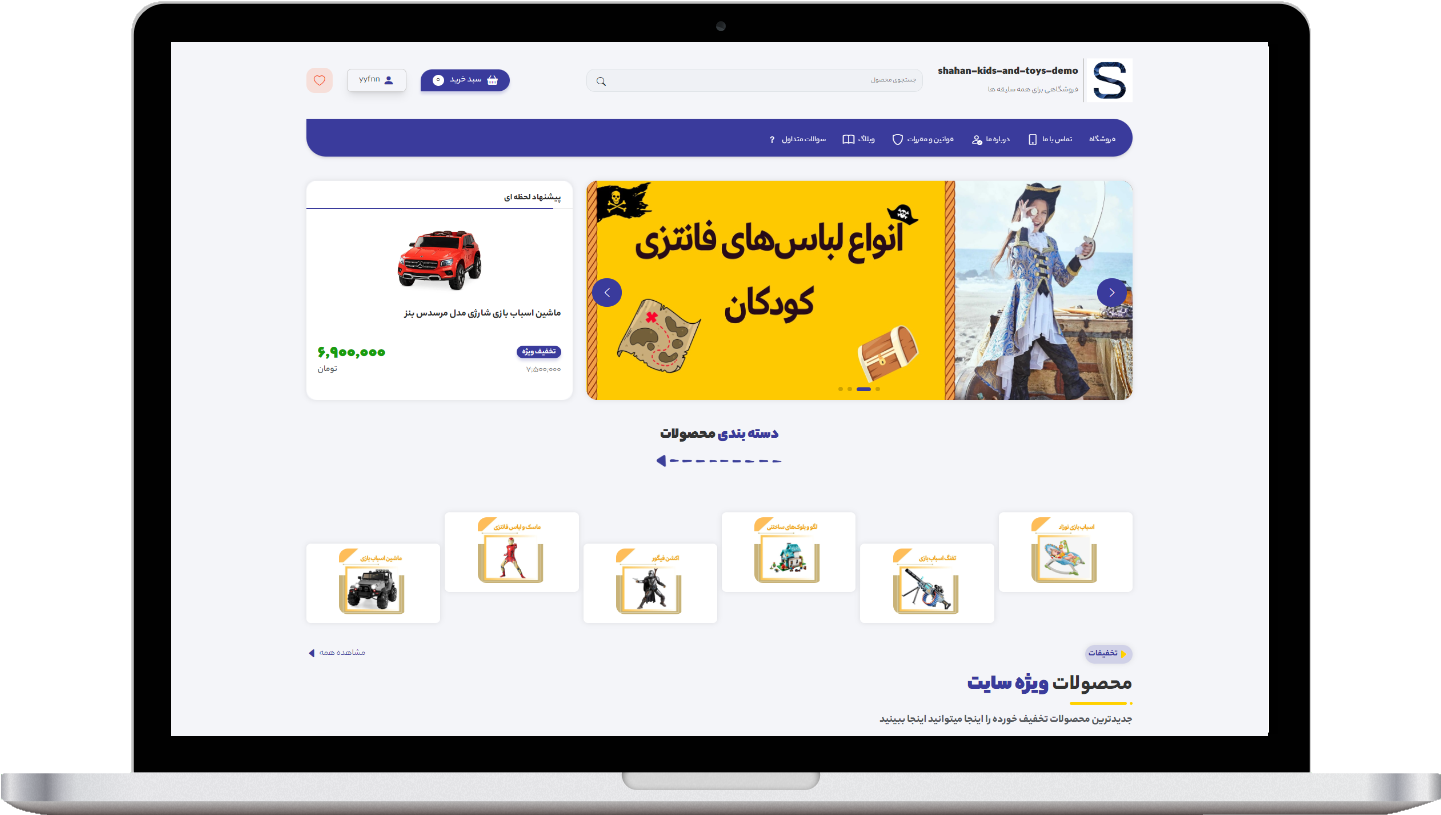 shahan-kids-and-toys-demo
فروشگاهی برای همه سلیقه ها
جستجوی محصول
سبد خرید
۰
yyfnn
فروشگاه
تماس با ما
درباره ما
قوانین و مقررات
وبلاگ
سوالات متداول
انواع لباس‌های فانتزی
کودکان
پیشنهاد لحظه ای
ماشین اسباب بازی شارژی مدل مرسدس بنز
تخفیف ویژه
۶,۹۰۰,۰۰۰
۷,۵۰۰,۰۰۰
تومان
دسته بندی محصولات
اسباب بازی نوزاد
تفنگ اسباب بازی
لگو و بلوک‌های ساختنی
اکشن فیگور
ماسک و لباس فانتزی
ماشین اسباب بازی
تخفیفات
مشاهده همه
محصولات ویژه سایت
جدیدترین محصولات تخفیف خورده را اینجا میتوانید اینجا ببینید